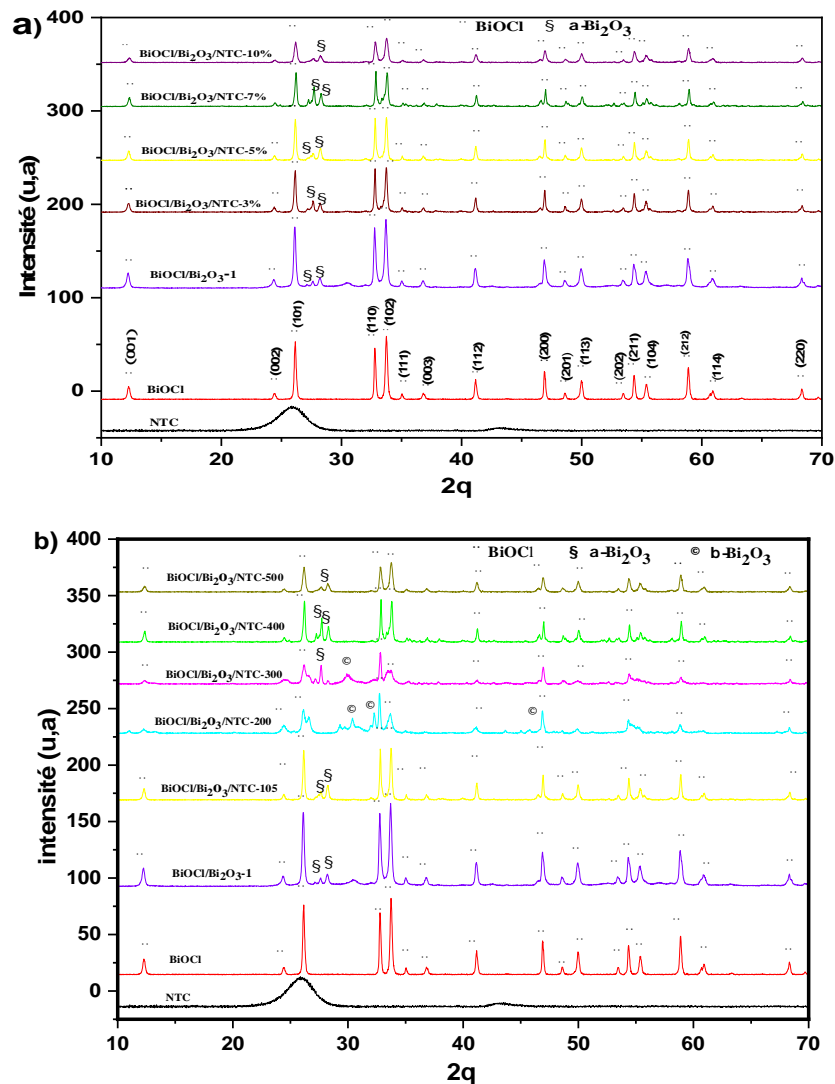 a)
400
300
200
100
0
Intensité (u,a)
BiOCl § a-Bi2O3
BiOCl/Bi2O3/NTC-10% §
BiOCl/Bi2O3/NTC-7% § §
BiOCl/Bi2O3/NTC-5% § §
BiOCl/Bi2O3/NTC-3% § §
BiOCl/Bi2O3-1 § §
(001) (002) (101) (110) (102) (111) (003) (112) (200) (201) (113) (202) (211) (104) (212) (114) (220)
BiOCl
NTC
10 20 30 40 50 60 70
2q
b)
400
350
300
250
200
150
100
50
0
intensité (u,a)
BiOCl § a-Bi2O3 © b-Bi2O3
BiOCl/Bi2O3/NTC-500 §
BiOCl/Bi2O3/NTC-400 § §
BiOCl/Bi2O3/NTC-300 § ©
BiOCl/Bi2O3/NTC-200 © © ©
BiOCl/Bi2O3/NTC-105 § §
BiOCl/Bi2O3-1 § §
BiOCl
NTC
10 20 30 40 50 60 70
2q